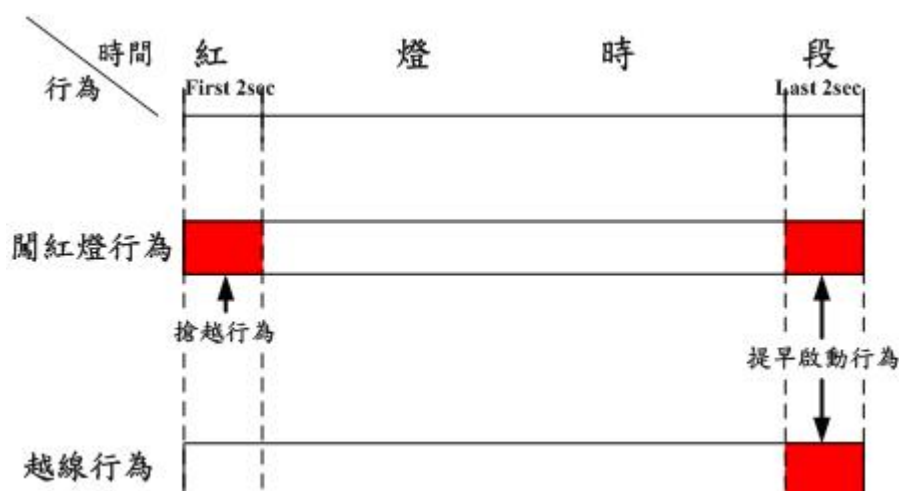 時間 紅 燈 時 段
行為 First 2sec Last 2sec
闖紅燈行為
搶越行為
提早啟動行為
越線行為